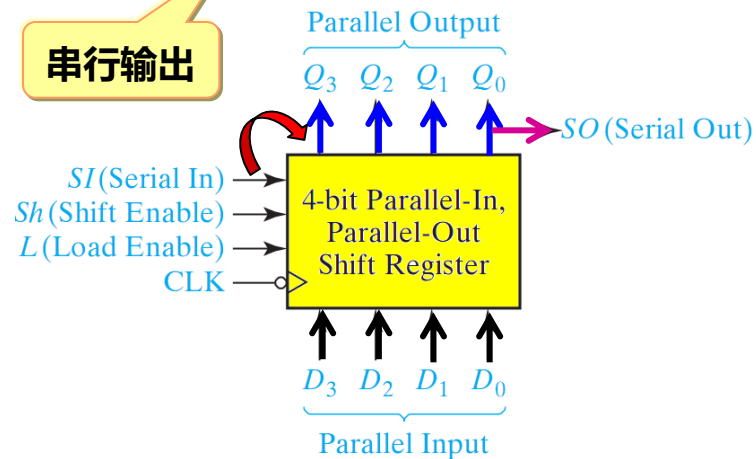 Parallel Output
串行输出
Q3 Q2 Q1 Q0
SO (Serial Out)
SI (Serial In)
Sh (Shift Enable)
L (Load Enable)
CLK
4-bit Parallel-In,
Parallel-Out
Shift Register
D3 D2 D1 D0
Parallel Input